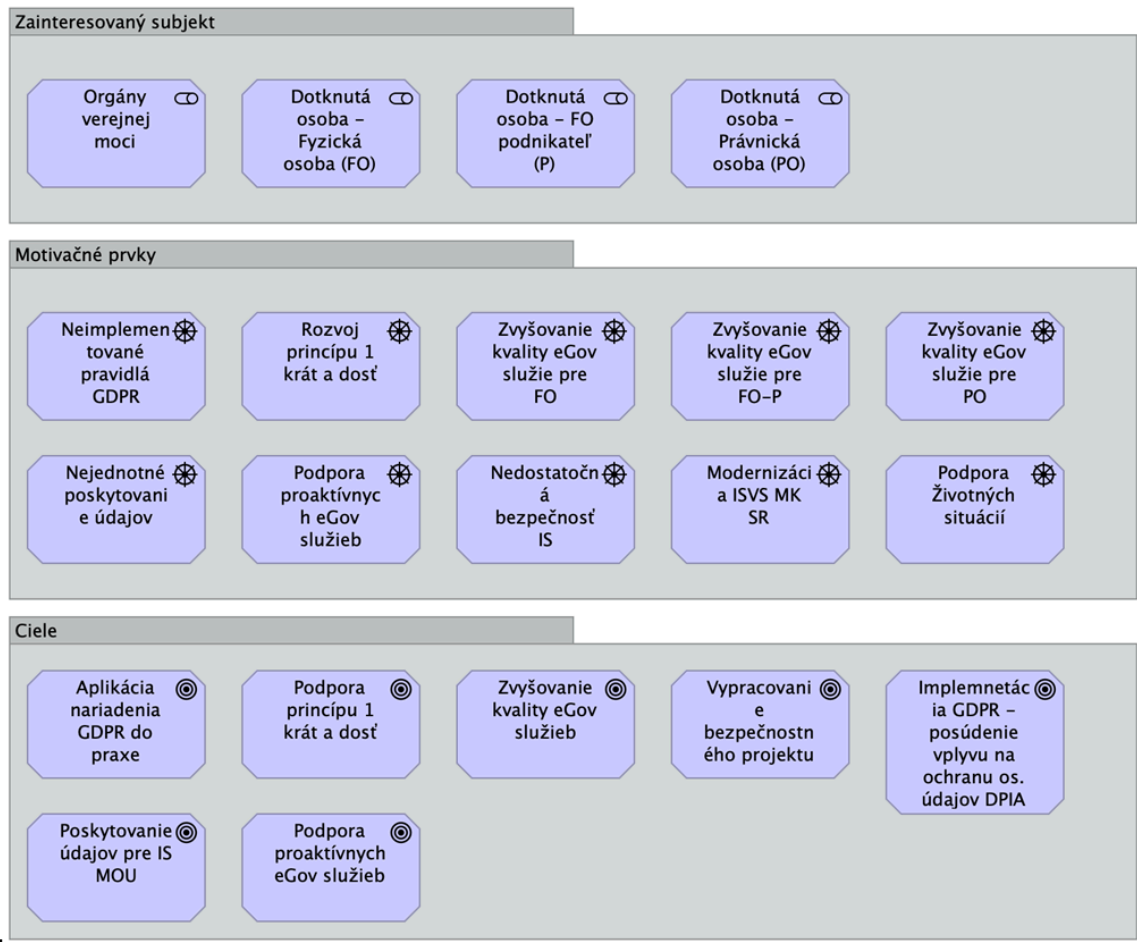 Zainteresovaný subjekt
Orgány
verejnej
moci
Dotknutá
osoba –
Fyzická
osoba (FO)
Dotknutá
osoba – FO
podnikateľ
(P)
Dotknutá
osoba –
Právnická
osoba (PO)
Motivačné prvky
Neimplemen
tované
pravidlá
GDPR
Rozvoj
princípu 1
krát a dosť
Zvyšovanie
kvality eGov
služie pre
FO
Zvyšovanie
kvality eGov
služie pre
FO–P
Zvyšovanie
kvality eGov
služie pre
PO
Nejednotné
poskytovani
e údajov
Podpora
proaktívnyc
h eGov
služieb
Nedostatočn
á
bezpečnosť
IS
Modernizáci
a ISVS MK
SR
Podpora
Životných
situácií
Ciele
Aplikácia
nariadenia
GDPR do
praxe
Podpora
princípu 1
krát a dosť
Zvyšovanie
kvality eGov
služieb
Vypracovani
e
bezpečnostn
ého projektu
Implemnetác
ia GDPR –
posúdenie
vplyvu na
ochranu os.
údajov DPIA
Poskytovanie
údajov pre IS
MOU
Podpora
proaktívnych
eGov služieb